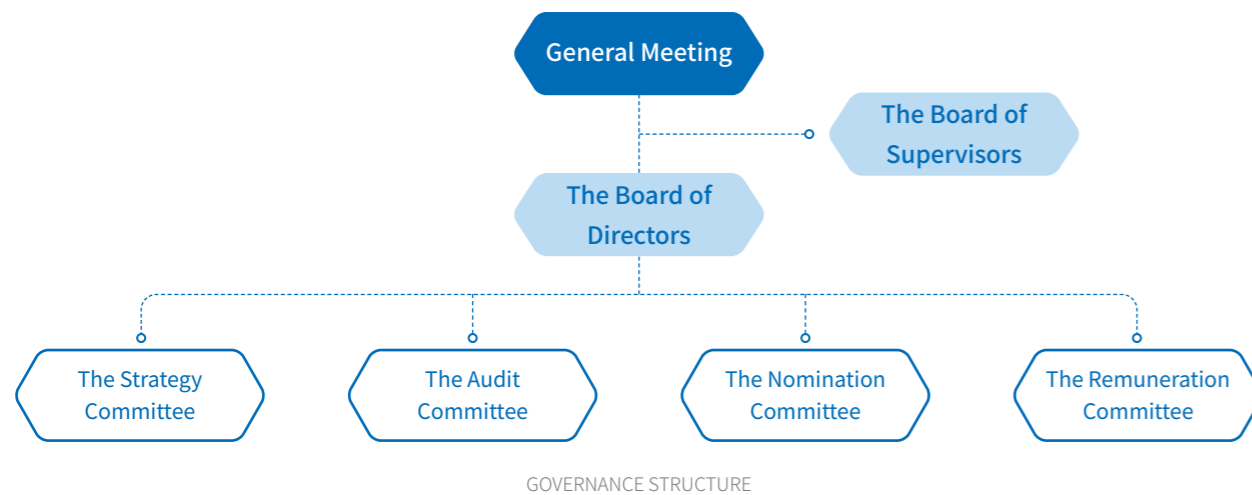 General Meeting
The Board of
Supervisors
The Board of
Directors
The Strategy
Committee
The Audit
Committee
The Nomination
Committee
The Remuneration
Committee
GOVERNANCE STRUCTURE